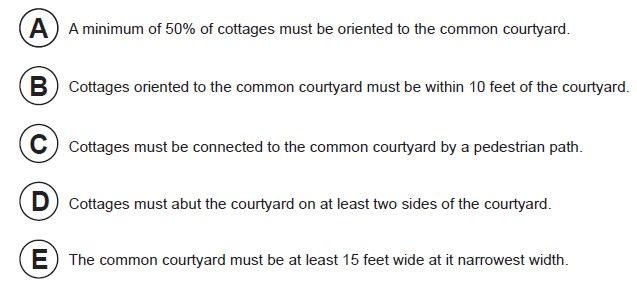 A A minimum of 50% of cottages must be oriented to the common courtyard.
B Cottages oriented to the common courtyard must be within 10 feet of the courtyard.
C Cottages must be connected to the common courtyard by a pedestrian path.
D Cottages must abut the courtyard on at least two sides of the courtyard.
E The common courtyard must be at least 15 feet wide at it narrowest width.